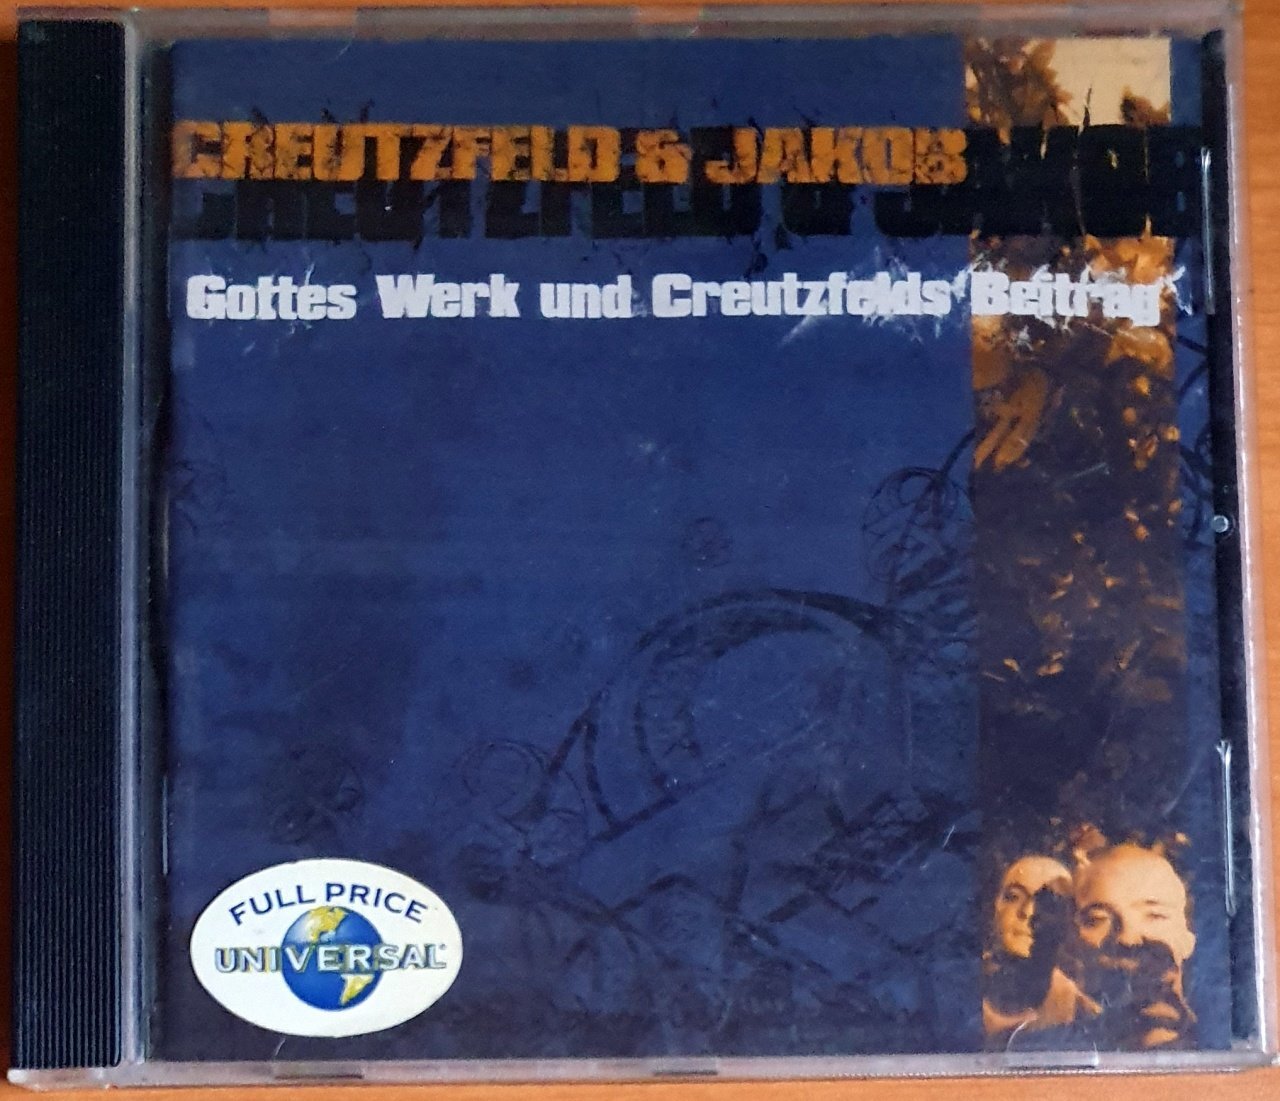 CREUTZFELD & JAKOB
Gottes Werk und Creutzfelds Beitrag
FULL PRICE
UNIVERSAL